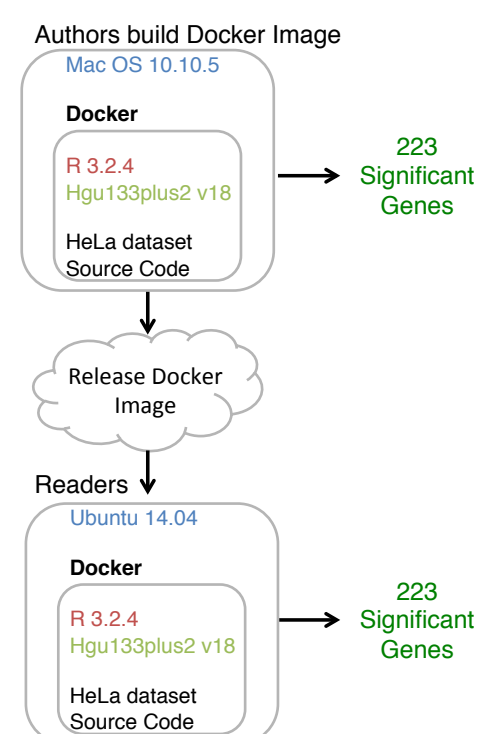 Authors build Docker Image
Mac OS 10.10.5
Docker
R 3.2.4
Hgu133plus2 v18
HeLa dataset
Source Code
223
Significant
Genes
Release Docker
Image
Readers
Ubuntu 14.04
Docker
R 3.2.4
Hgu133plus2 v18
HeLa dataset
Source Code
223
Significant
Genes